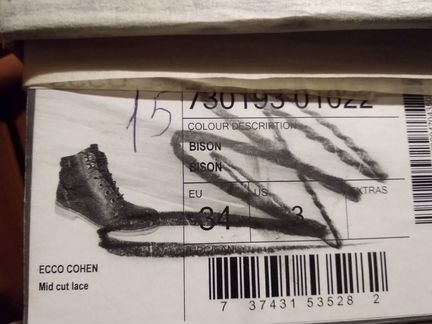 15
730193 01022
COLOUR DESCRIPTION
BISON
BISON
EU
US
EXTRAS
34
3
ECCO COHEN
Mid cut lace
7 37431 53528 2